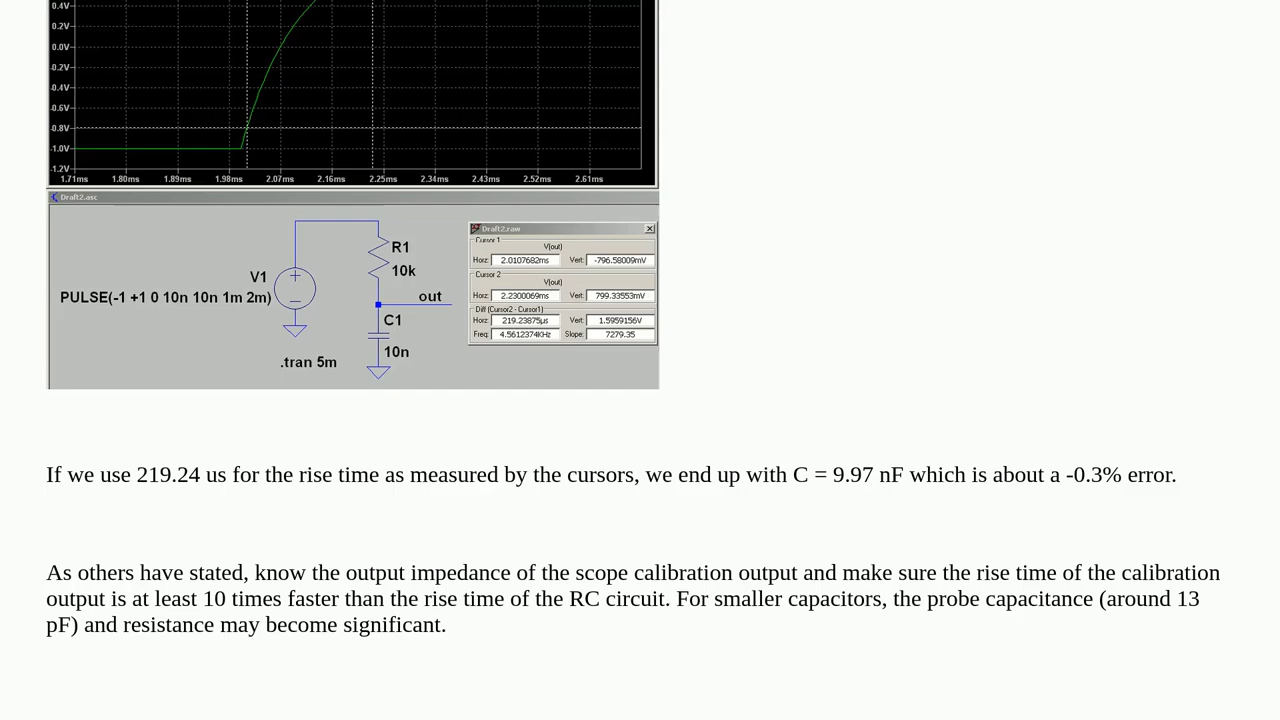 0.4V
0.2V
0.0V
-0.2V
-0.4V
-0.6V
-0.8V
-1.0V
-1.2V
1.71ms 1.80ms 1.89ms 1.98ms 2.07ms 2.16ms 2.25ms 2.34ms 2.43ms 2.52ms 2.61ms
Draft2.asc
V1
PULSE(-1 +1 0 10n 10n 1m 2m)
R1
10k
out
C1
10n
.tran 5m
Draft2.raw
Cursor 1
V(out)
Horz: 2.0107682ms Vert: -796.58009mV
Cursor 2
V(out)
Horz: 2.2300069ms Vert: 799.33553mV
Diff (Cursor2 - Cursor1)
Horz: 219.23875µs Vert: 1.5959156V
Freq: 4.5612374KHz Slope: 7279.35
If we use 219.24 us for the rise time as measured by the cursors, we end up with C = 9.97 nF which is about a -0.3% error.
As others have stated, know the output impedance of the scope calibration output and make sure the rise time of the calibration
output is at least 10 times faster than the rise time of the RC circuit. For smaller capacitors, the probe capacitance (around 13
pF) and resistance may become significant.